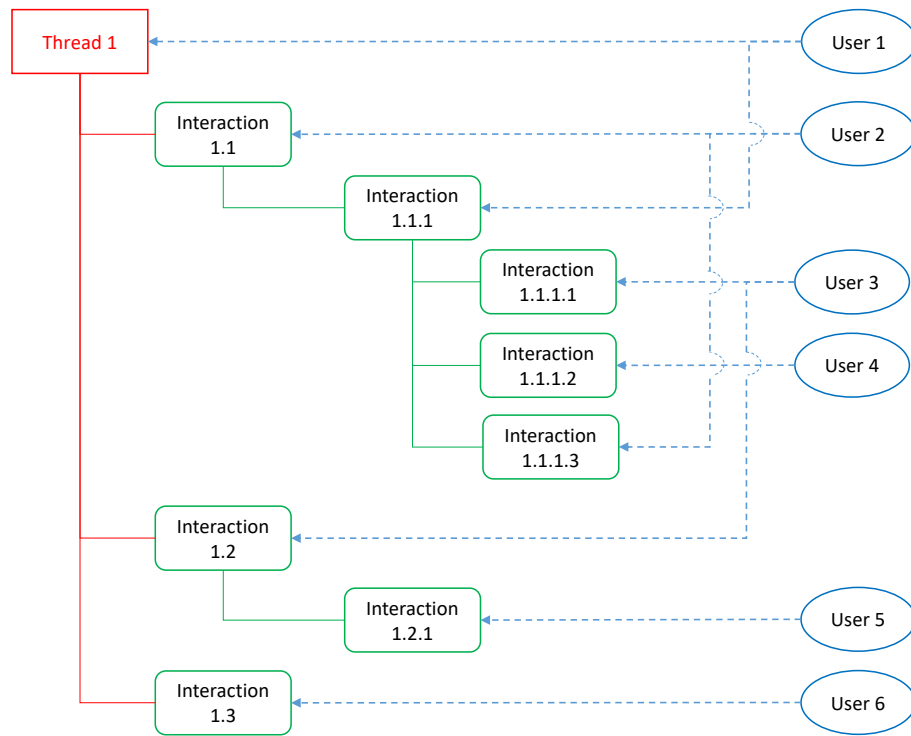 Thread 1
User 1
Interaction
1.1
User 2
Interaction
1.1.1
Interaction
1.1.1.1
User 3
Interaction
1.1.1.2
User 4
Interaction
1.1.1.3
Interaction
1.2
Interaction
1.2.1
User 5
Interaction
1.3
User 6